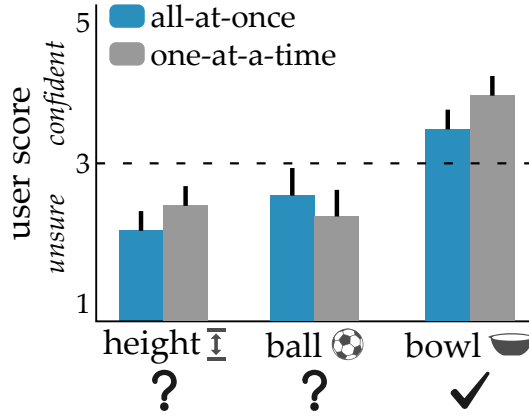 5
all-at-once
one-at-a-time
user score
confident
3
unsure
1
height ball bowl
? ?